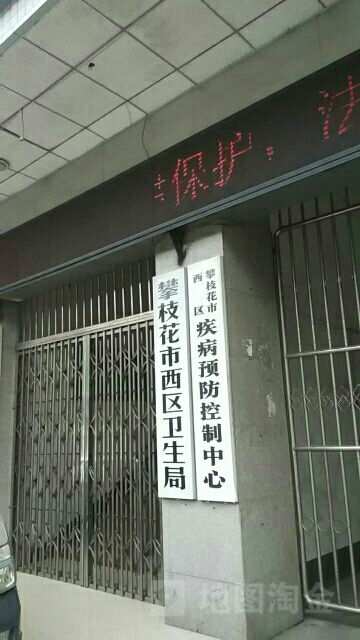 保护：法
攀枝花市西区卫生局
攀枝花市
西区
疾病预防控制中心
地图淘金